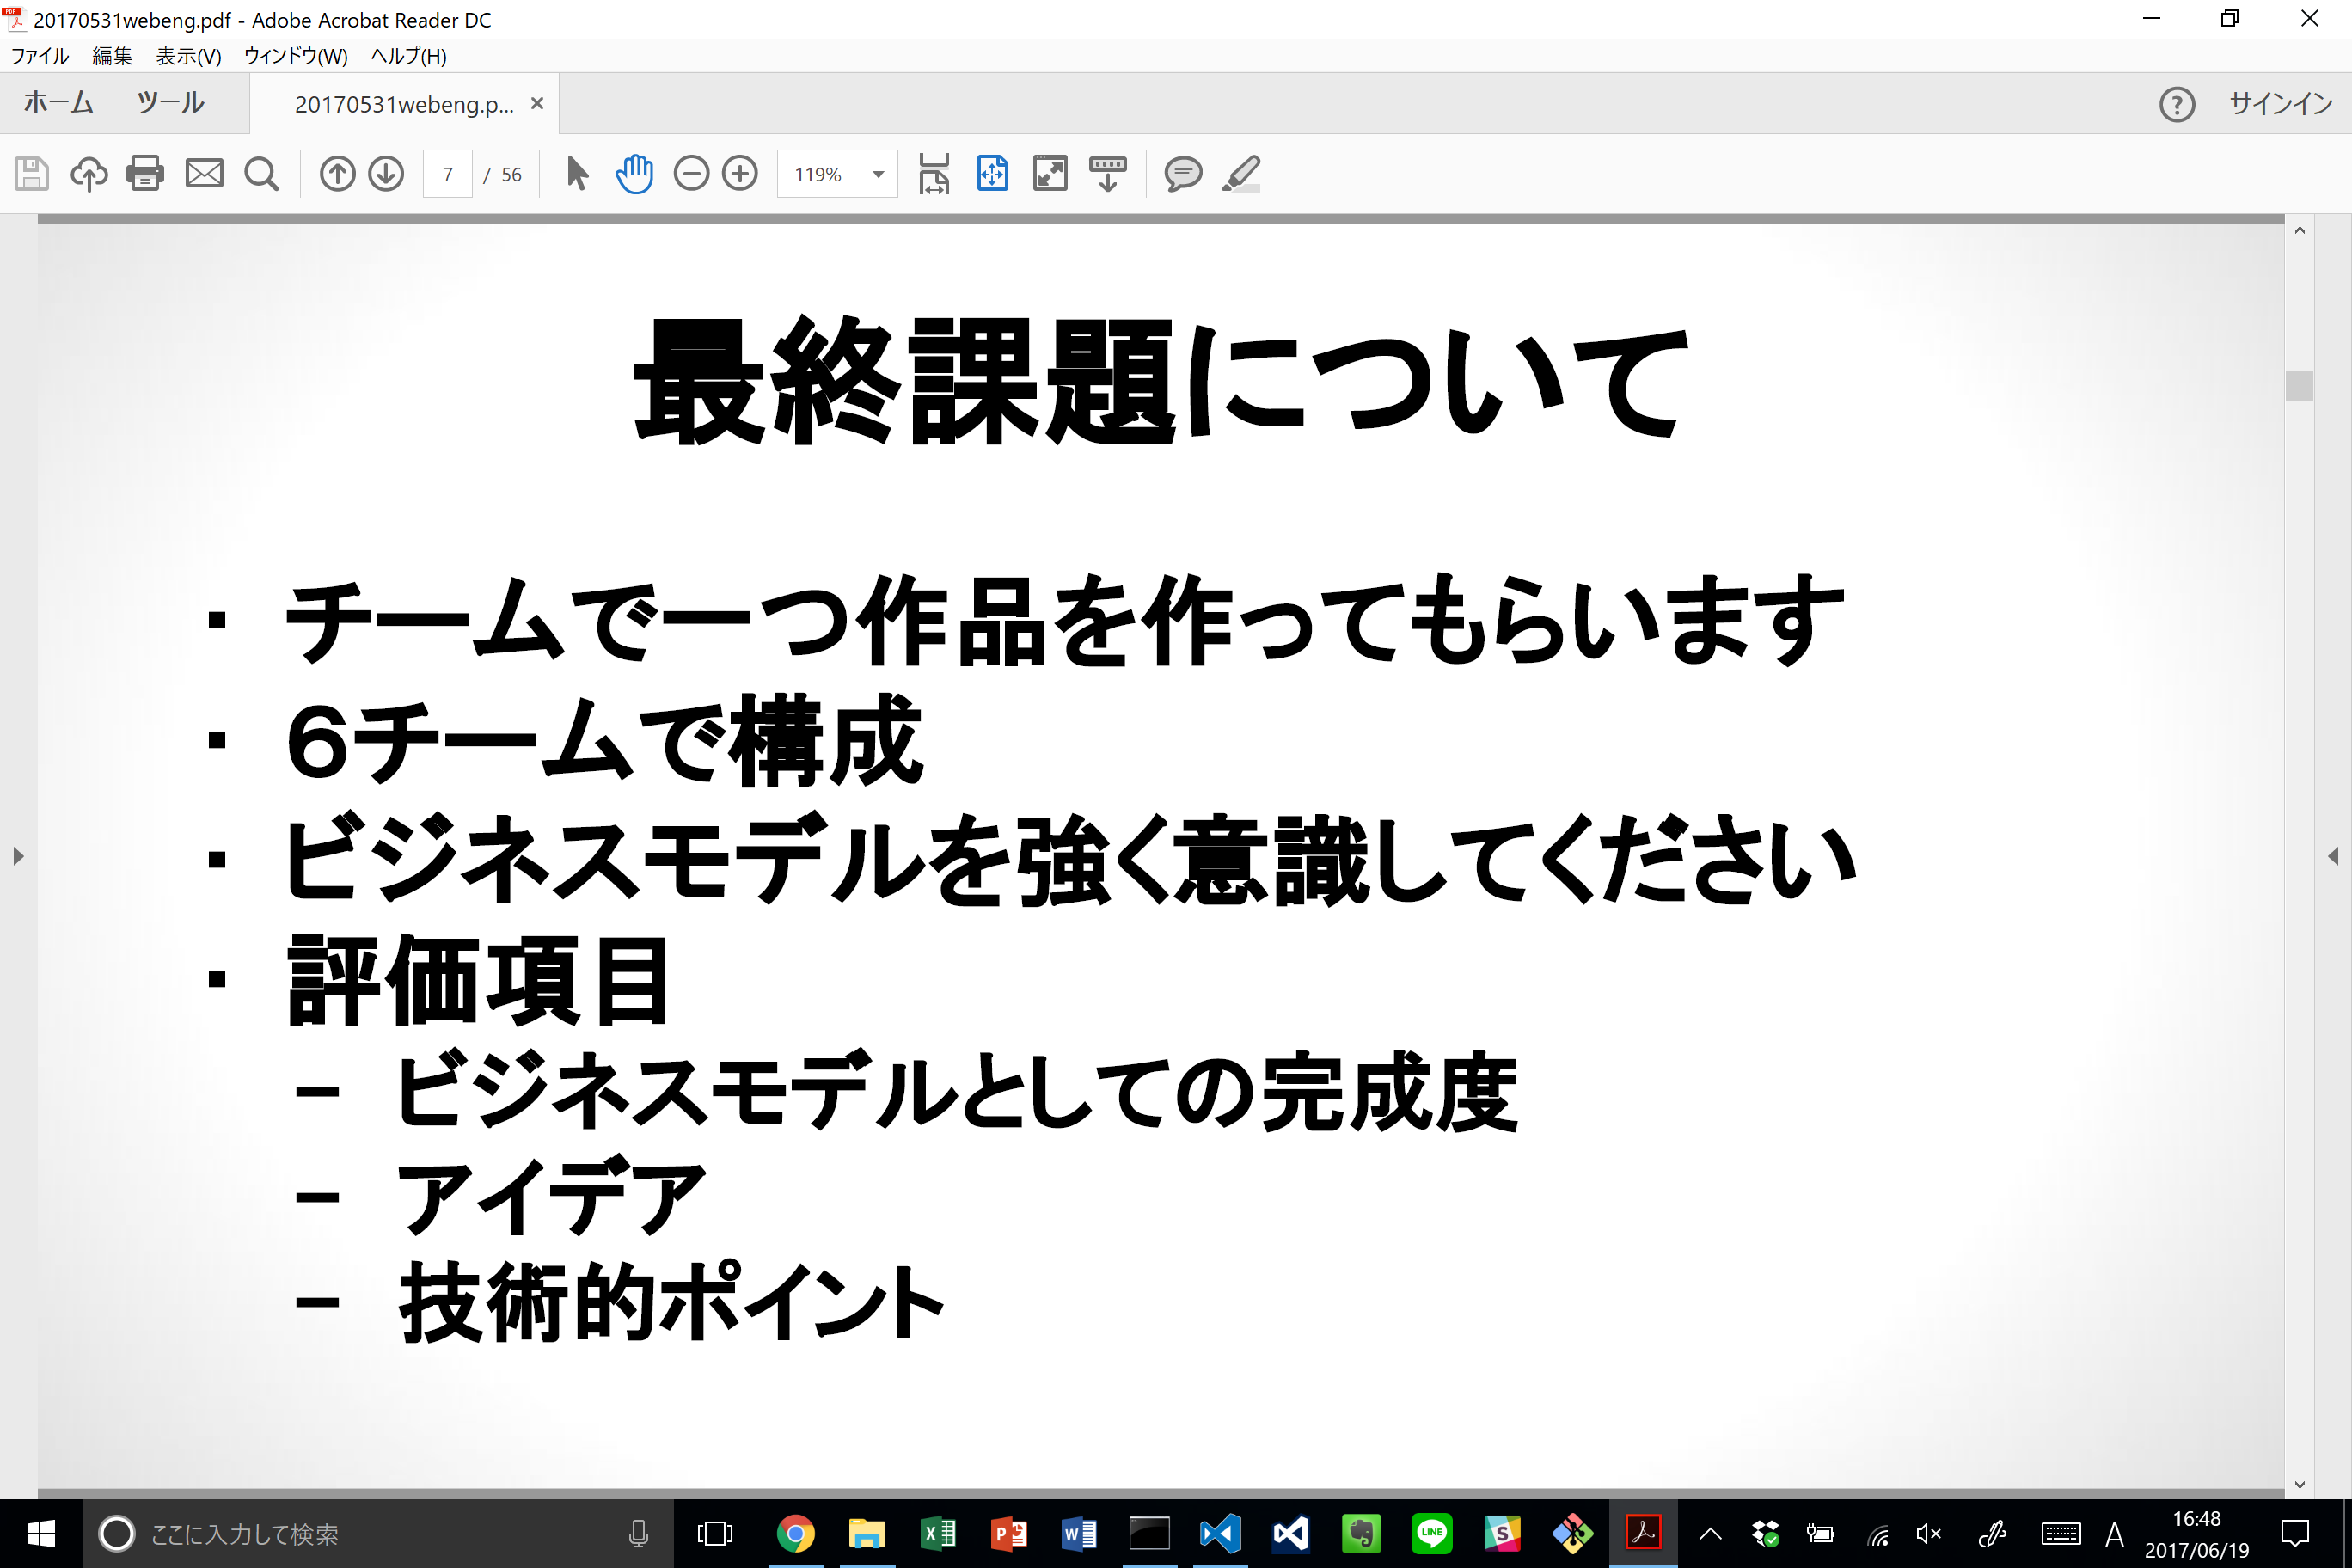 20170531webeng.pdf - Adobe Acrobat Reader DC
ファイル 編集 表示(V) ウィンドウ(W) ヘルプ(H)
ホーム ツール 20170531webeng.p... × サインイン
7 / 56 119%
最終課題について
▪ チームで一つ作品を作ってもらいます
▪ 6チームで構成
▪ ビジネスモデルを強く意識してください
▪ 評価項目
– ビジネスモデルとしての完成度
– アイデア
– 技術的ポイント
ここに入力して検索
LINE
A
16:48
2017/06/19